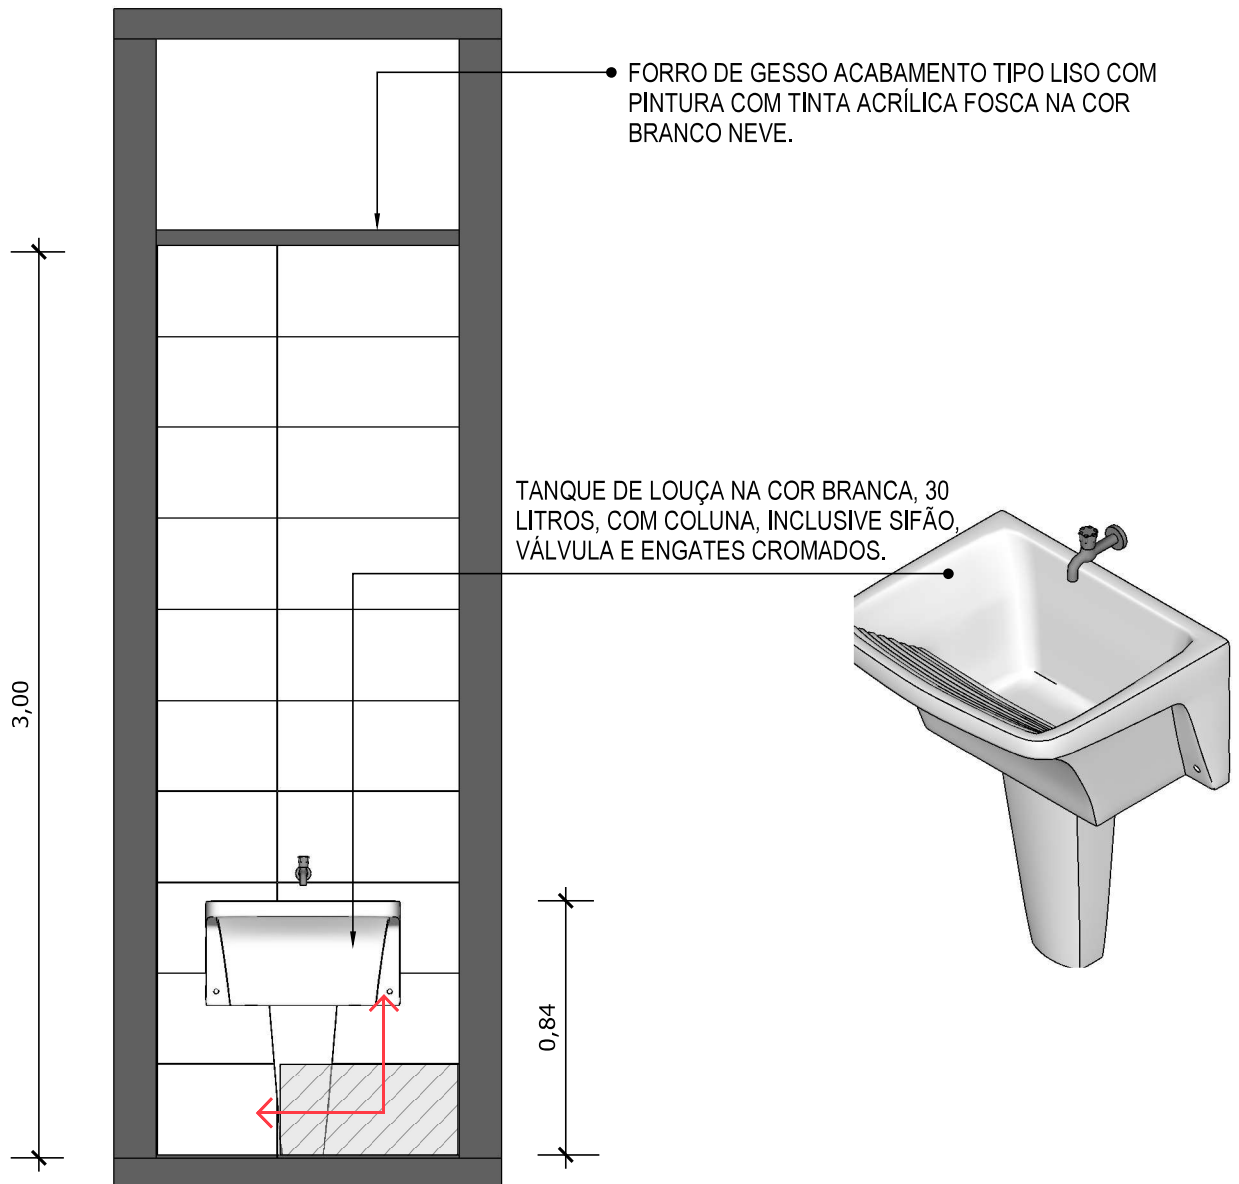 FORRO DE GESSO ACABAMENTO TIPO LISO COM
PINTURA COM TINTA ACRÍLICA FOSCA NA COR
BRANCO NEVE.
TANQUE DE LOUÇA NA COR BRANCA, 30
LITROS, COM COLUNA, INCLUSIVE SIFÃO,
VÁLVULA E ENGATES CROMADOS.
3,00
0,84